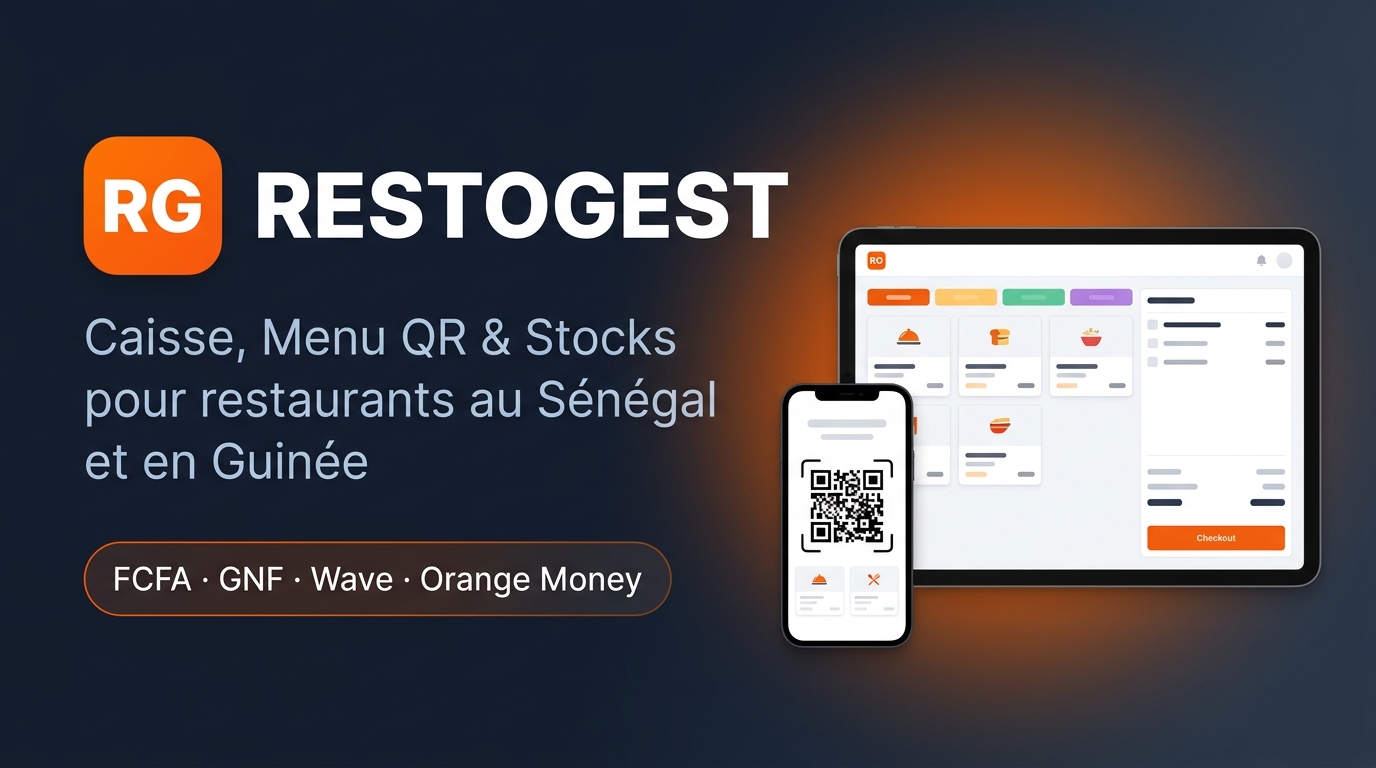 RG
RESTOGEST
Caisse, Menu QR & Stocks
pour restaurants au Sénégal
et en Guinée
FCFA · GNF · Wave · Orange Money
RG
Checkout